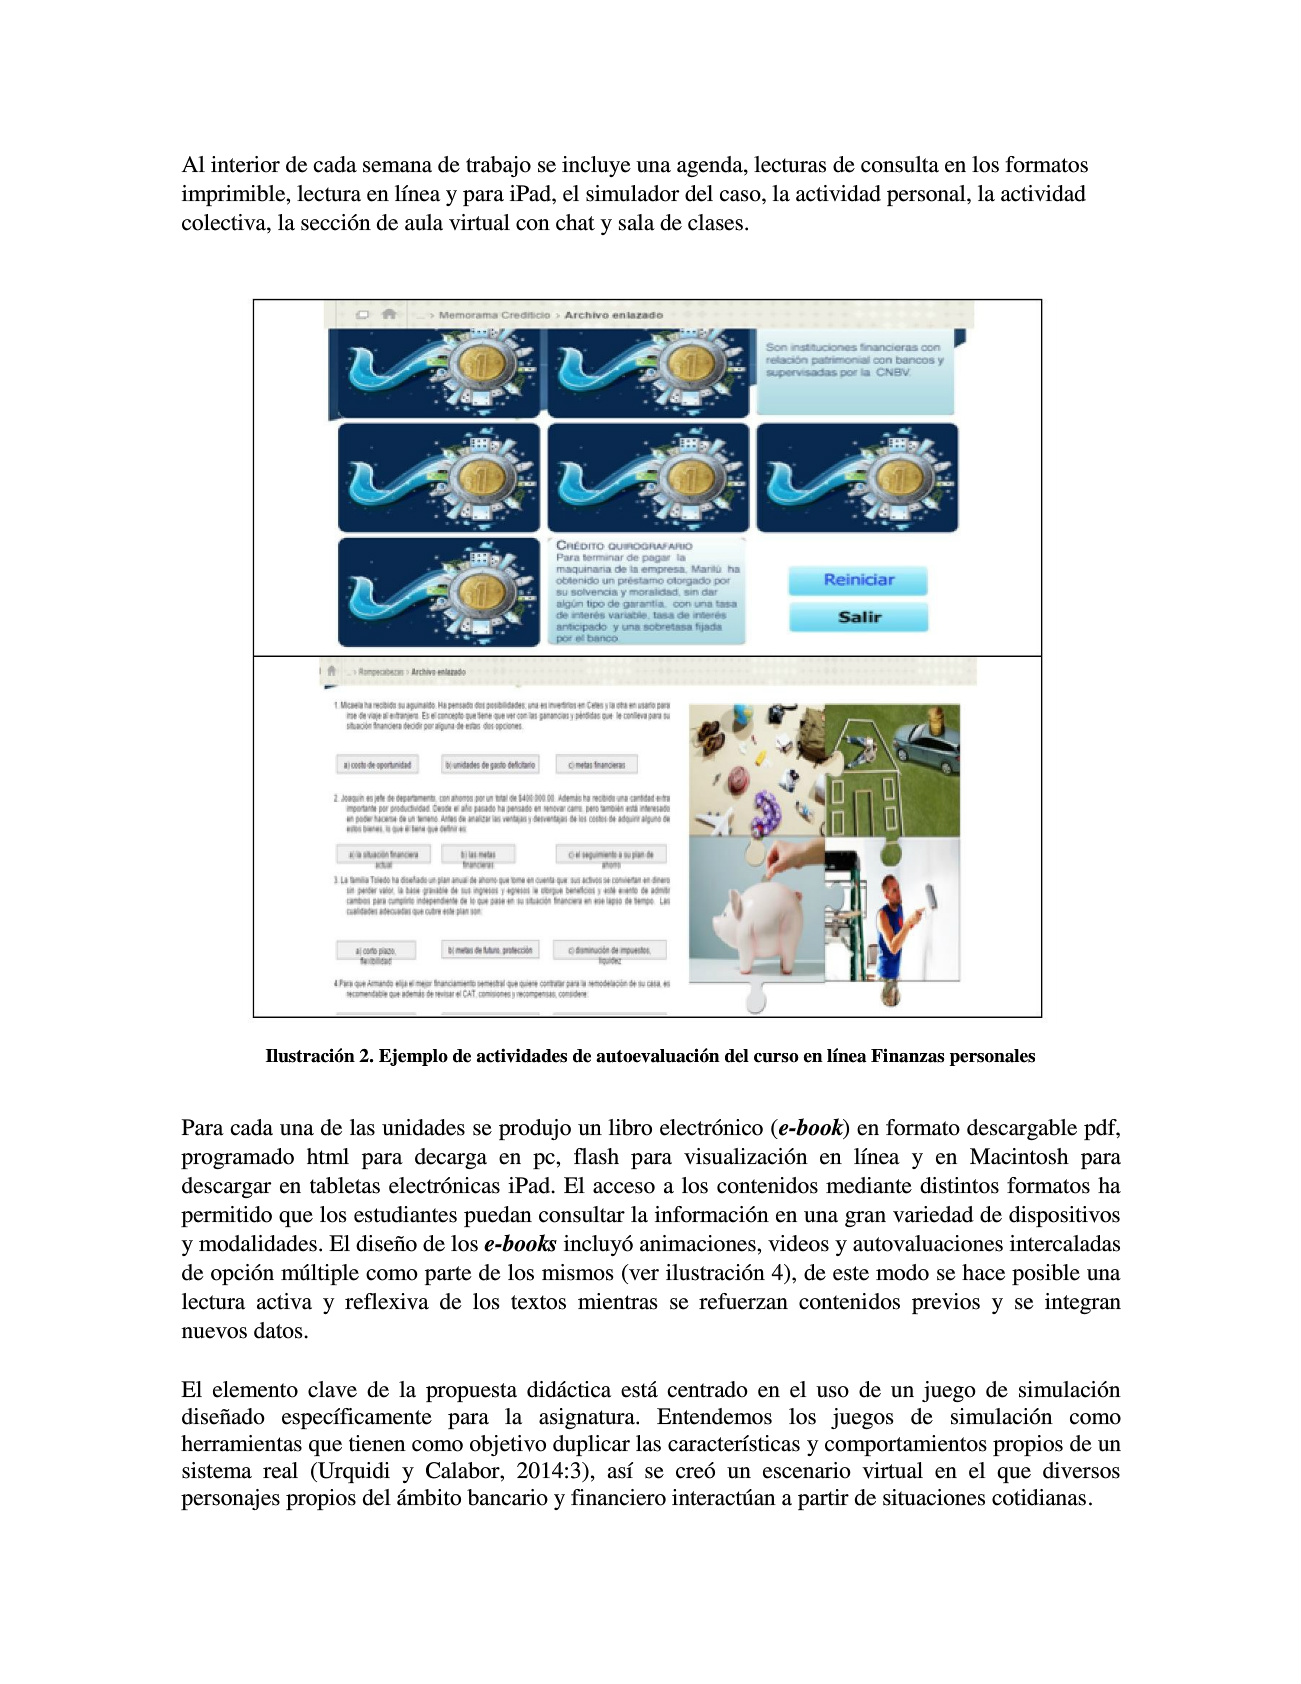 Al interior de cada semana de trabajo se incluye una agenda, lecturas de consulta en los formatos
imprimible, lectura en línea y para iPad, el simulador del caso, la actividad personal, la actividad
colectiva, la sección de aula virtual con chat y sala de clases.
... > Memorama Crediticio > Archivo enlazado
Son instituciones financieras con
relación patrimonial con bancos y
supervisadas por la CNBV.
CRÉDITO QUIROGRAFARIO
Para terminar de pagar la
maquinaria de la empresa, Marilú ha
obtenido un préstamo otorgado por
su solvencia y moralidad, sin dar
algún tipo de garantía, con una tasa
de interés variable, tasa de interés
anticipado y una sobretasa fijada
por el banco
Reiniciar
Salir
... > Rompecabezas > Archivo enlazado
1. Micaela ha recibido su aguinaldo. Ha pensado dos posibilidades; una es invertirlos en Cetes y la otra en usarlo para
irse de viaje al extranjero. Es el concepto que tiene que ver con las ganancias y pérdidas que le conlleva para su
situación financiera decidir por alguna de estas dos opciones.
a) costo de oportunidad
b) unidades de gasto deficitario
c) metas financieras
2. Joaquín es jefe de departamento, con ahorros por un total de $400 000.00. Además ha recibido una cantidad extra
importante por productividad. Desde el año pasado ha pensado en renovar carro, pero también está interesado
en poder hacerse de un terreno. Antes de analizar las ventajas y desventajas de los costos de adquirir alguno de
estos bienes, lo que él tiene que definir es:
a) la situación financiera
actual
b) las metas
financieras
c) el seguimiento a su plan de
ahorro
3. La familia Toledo ha diseñado un plan anual de ahorro que tome en cuenta que: sus activos se conviertan en dinero
sin perder valor, la base gravable de sus ingresos y egresos le otorgue beneficios y esté exento de admitir
cambios para cumplirlo independiente de lo que pase en su situación financiera en ese lapso de tiempo. Las
cualidades adecuadas que cubre este plan son:
a) corto plazo,
flexibilidad
b) metas de futuro, protección
c) disminución de impuestos,
liquidez
4.Para que Armando elija el mejor financiamiento semestral que quiere contratar para la remodelación de su casa, es
recomendable que además de revisar el CAT, comisiones y recompensas, considere:
Ilustración 2. Ejemplo de actividades de autoevaluación del curso en línea Finanzas personales
Para cada una de las unidades se produjo un libro electrónico (e-book) en formato descargable pdf,
programado html para decarga en pc, flash para visualización en línea y en Macintosh para
descargar en tabletas electrónicas iPad. El acceso a los contenidos mediante distintos formatos ha
permitido que los estudiantes puedan consultar la información en una gran variedad de dispositivos
y modalidades. El diseño de los e-books incluyó animaciones, videos y autovaluaciones intercaladas
de opción múltiple como parte de los mismos (ver ilustración 4), de este modo se hace posible una
lectura activa y reflexiva de los textos mientras se refuerzan contenidos previos y se integran
nuevos datos.
El elemento clave de la propuesta didáctica está centrado en el uso de un juego de simulación
diseñado específicamente para la asignatura. Entendemos los juegos de simulación como
herramientas que tienen como objetivo duplicar las características y comportamientos propios de un
sistema real (Urquidi y Calabor, 2014:3), así se creó un escenario virtual en el que diversos
personajes propios del ámbito bancario y financiero interactúan a partir de situaciones cotidianas.